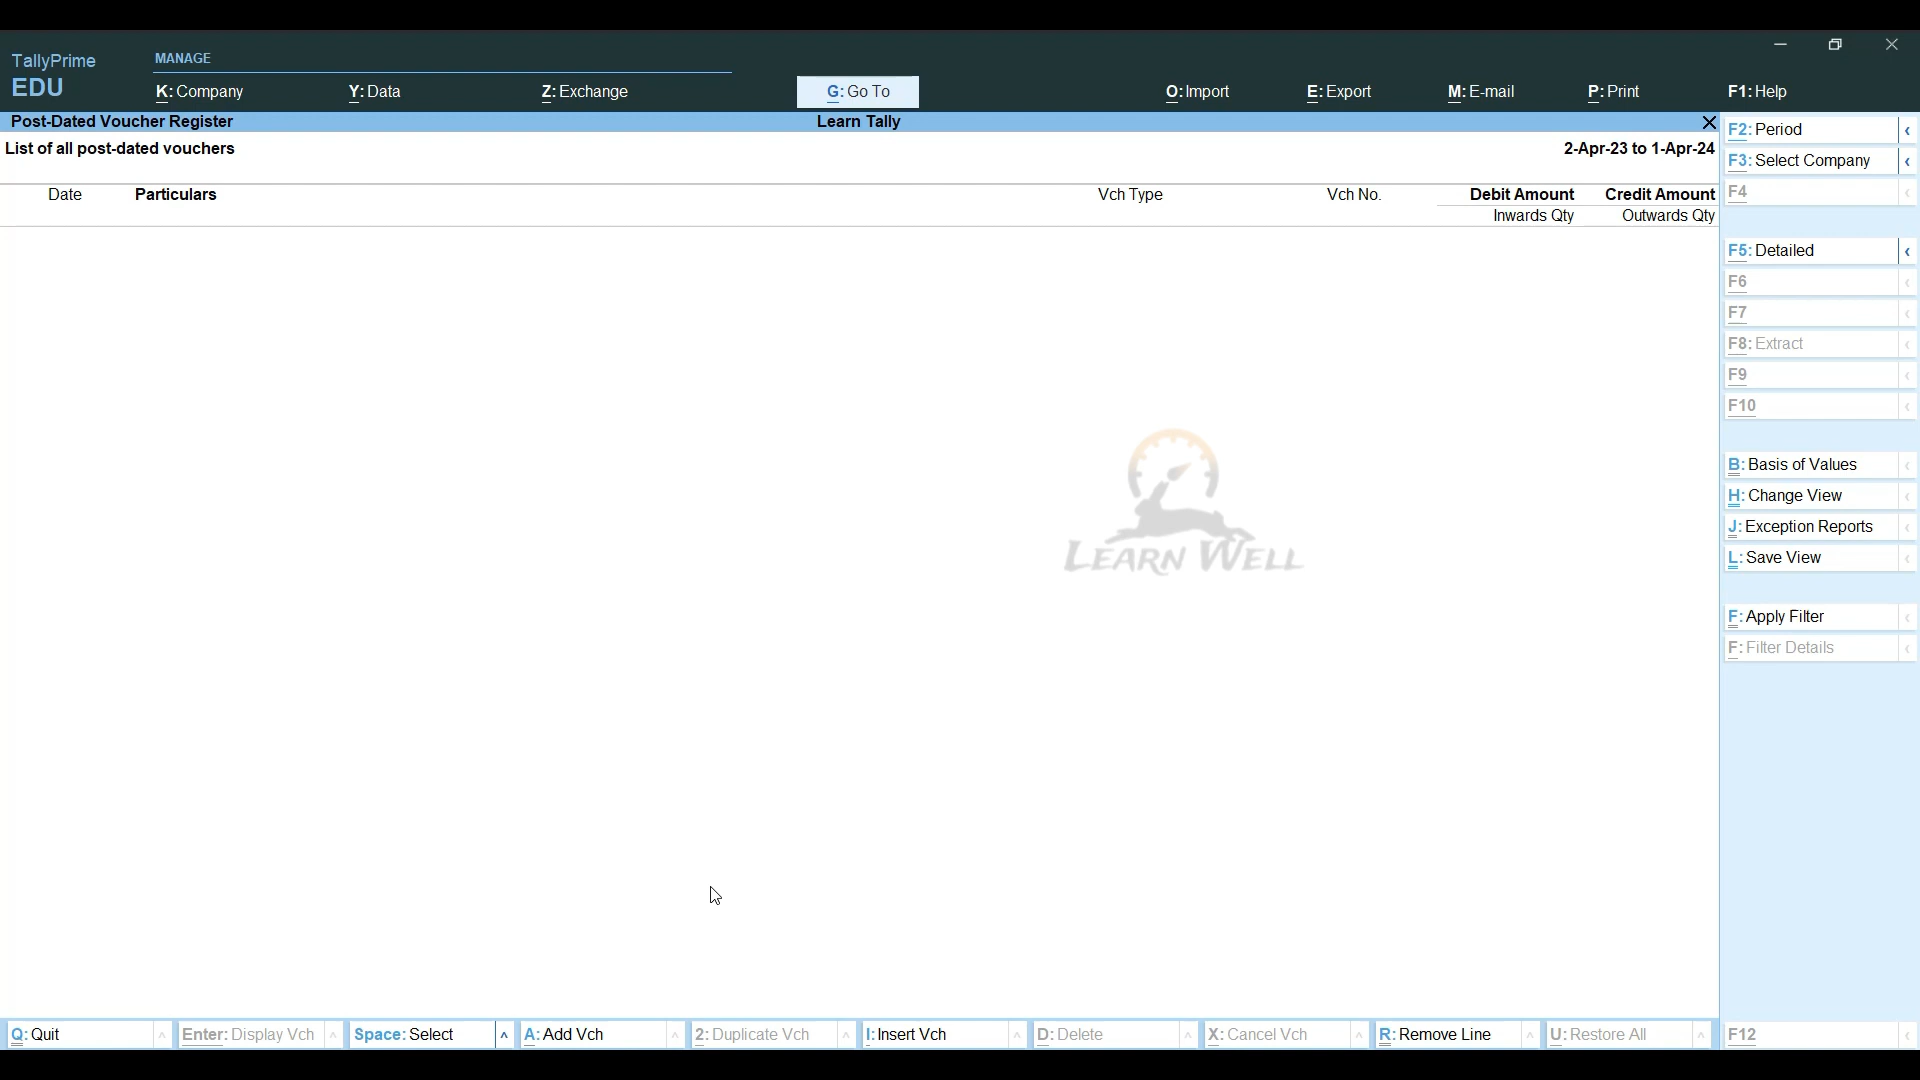 TallyPrime
EDU
MANAGE
K: Company
Y: Data
Z: Exchange
G: Go To
O: Import
E: Export
M: E-mail
P: Print
F1: Help
Post-Dated Voucher Register
Learn Tally
List of all post-dated vouchers
2-Apr-23 to 1-Apr-24
Date
Particulars
Vch Type
Vch No.
Debit Amount
Credit Amount
Inwards Qty
Outwards Qty
LEARN WELL
F2: Period
F3: Select Company
F4
F5: Detailed
F6
F7
F8: Extract
F9
F10
B: Basis of Values
H: Change View
J: Exception Reports
L: Save View
F: Apply Filter
F: Filter Details
Q: Quit
Enter: Display Vch
Space: Select
A: Add Vch
2: Duplicate Vch
I: Insert Vch
D: Delete
X: Cancel Vch
R: Remove Line
U: Restore All
F12